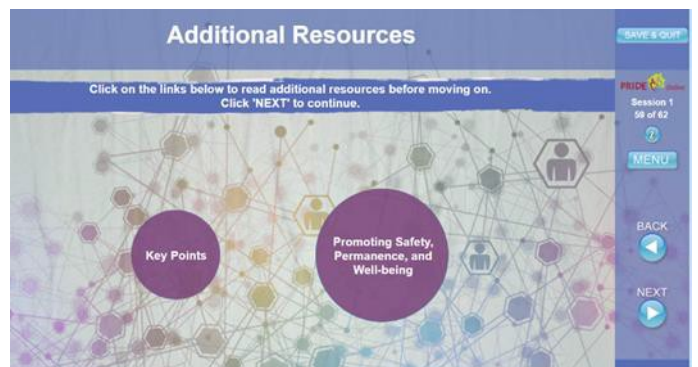 Additional Resources
SAVE & QUIT
Click on the links below to read additional resources before moving on.
Click 'NEXT' to continue.
PRIDE
Session 1
59 of 62
MENU
Key Points
Promoting Safety,
Permanence, and
Well-being
BACK
NEXT